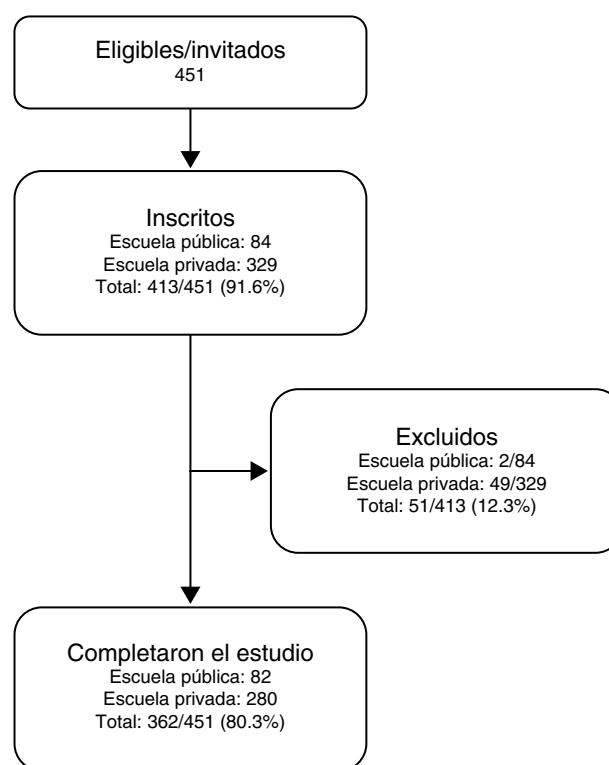 Eligibles/invitados
451
Inscritos
Escuela pública: 84
Escuela privada: 329
Total: 413/451 (91.6%)
Excluidos
Escuela pública: 2/84
Escuela privada: 49/329
Total: 51/413 (12.3%)
Completaron el estudio
Escuela pública: 82
Escuela privada: 280
Total: 362/451 (80.3%)